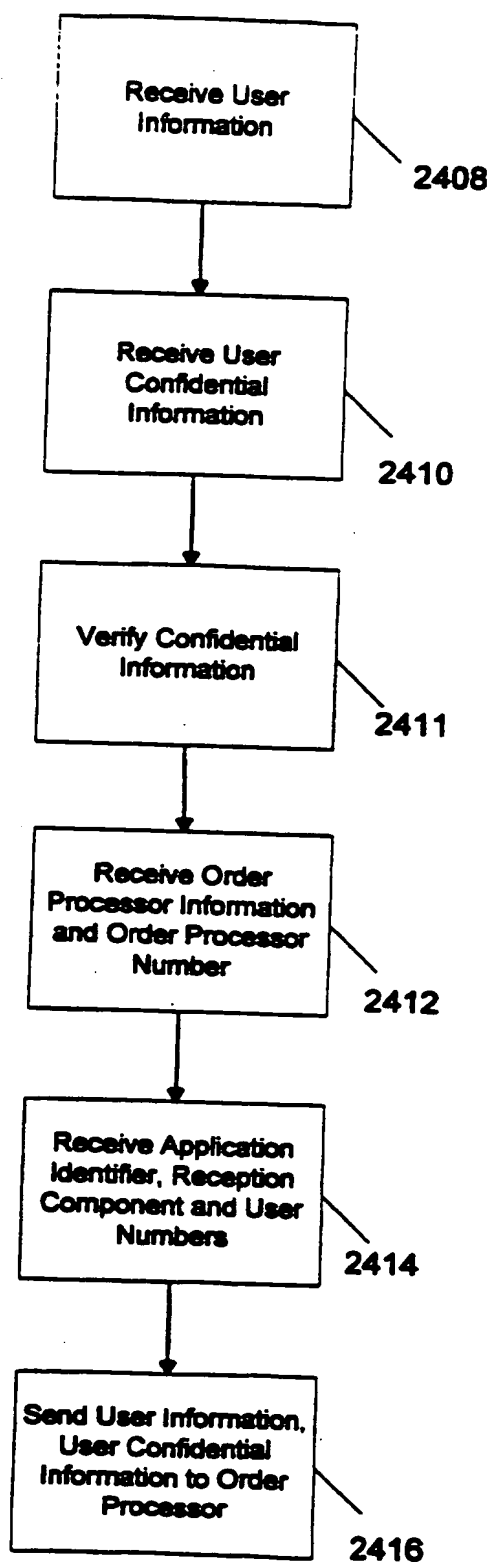 Receive User
Information
2408
Receive User
Confidential
Information
2410
Verify Confidential
Information
2411
Receive Order
Processor Information
and Order Processor
Number
2412
Receive Application
Identifier, Reception
Component and User
Numbers
2414
Send User Information,
User Confidential
Information to Order
Processor
2416